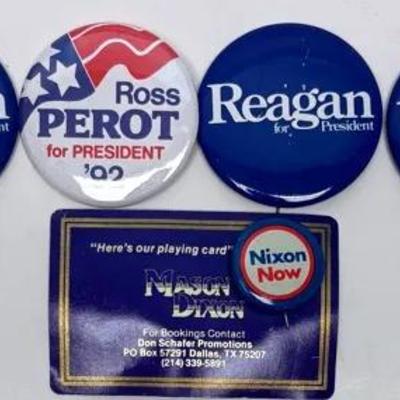 Ross
PEROT
for PRESIDENT
'92
Reagan
for President
"Here's our playing card"
MASON
DIXON
For Bookings Contact
Don Schafer Promotions
PO Box 57291 Dallas, TX 75207
(214) 339-5891
Nixon
Now